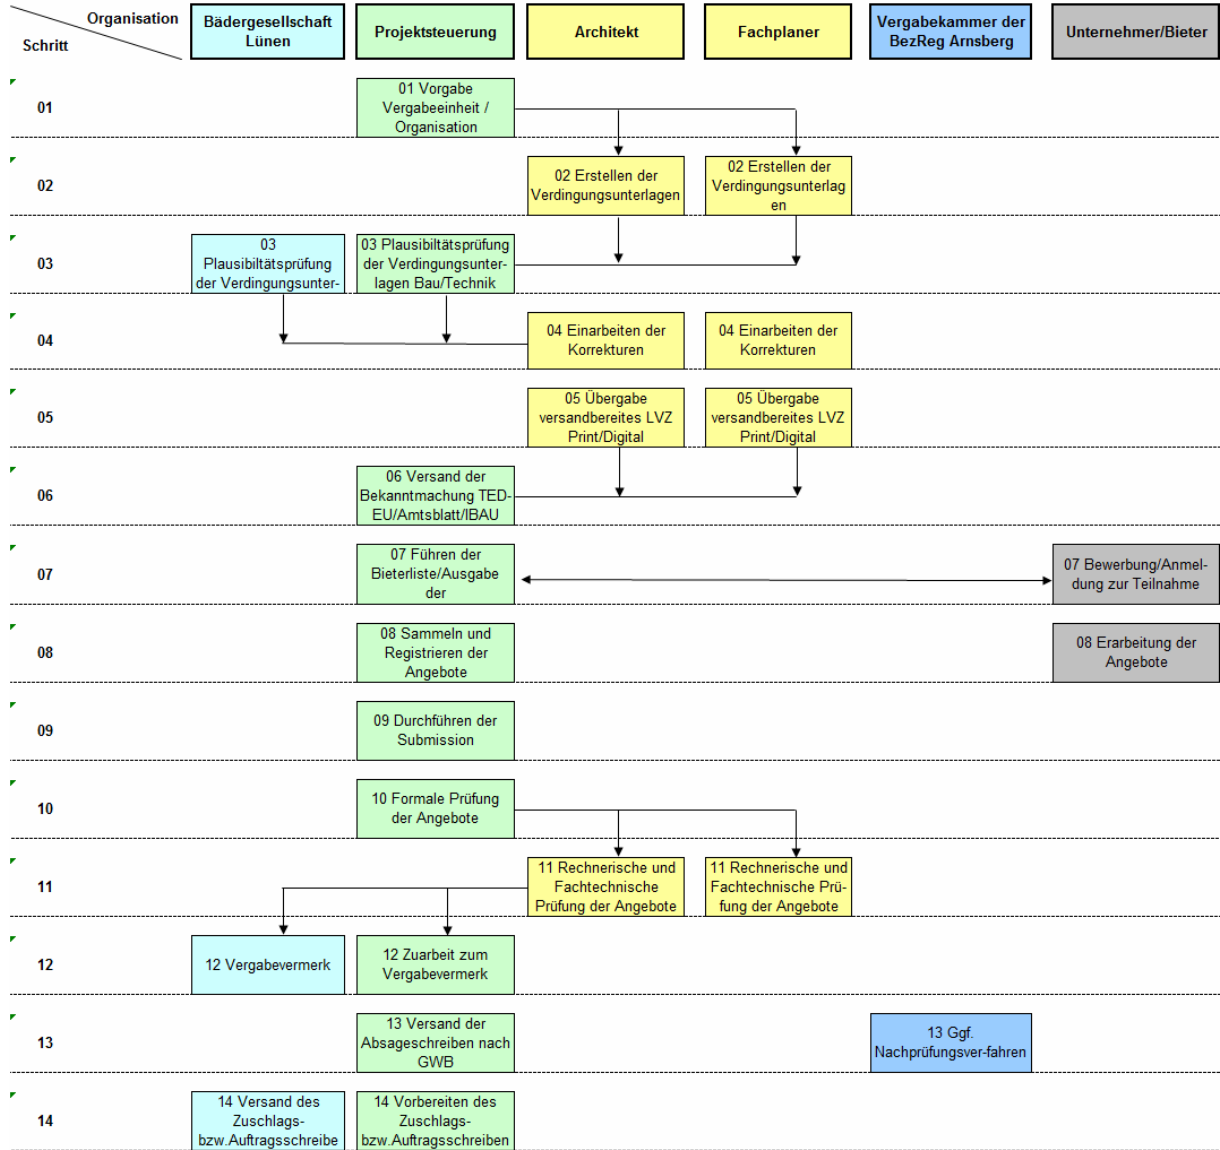 Organisation
Schritt
Bädergesellschaft
Lünen
Projektsteuerung
Architekt
Fachplaner
Vergabekammer der
BezReg Arnsberg
Unternehmer/Bieter
01
01 Vorgabe
Vergabeeinheit /
Organisation
02
02 Erstellen der
Verdingungsunterlagen
02 Erstellen der
Verdingungsunterlag
en
03
03
Plausibiltätsprüfung
der Verdingungsunter-
03 Plausibiltätsprüfung
der Verdingungsunter-
lagen Bau/Technik
04
04 Einarbeiten der
Korrekturen
04 Einarbeiten der
Korrekturen
05
05 Übergabe
versandbereites LVZ
Print/Digital
05 Übergabe
versandbereites LVZ
Print/Digital
06
06 Versand der
Bekanntmachung TED-
EU/Amtsblatt/IBAU
07
07 Führen der
Bieterliste/Ausgabe
der
07 Bewerbung/Anmel-
dung zur Teilnahme
08
08 Sammeln und
Registrieren der
Angebote
08 Erarbeitung der
Angebote
09
09 Durchführen der
Submission
10
10 Formale Prüfung
der Angebote
11
11 Rechnerische und
Fachtechnische
Prüfung der Angebote
11 Rechnerische und
Fachtechnische Prü-
fung der Angebote
12
12 Vergabevermerk
12 Zuarbeit zum
Vergabevermerk
13
13 Versand der
Absageschreiben nach
GWB
13 Ggf.
Nachprüfungsver-fahren
14
14 Versand des
Zuschlags-
bzw.Auftragsschreibe
14 Vorbereiten des
Zuschlags-
bzw.Auftragsschreiben